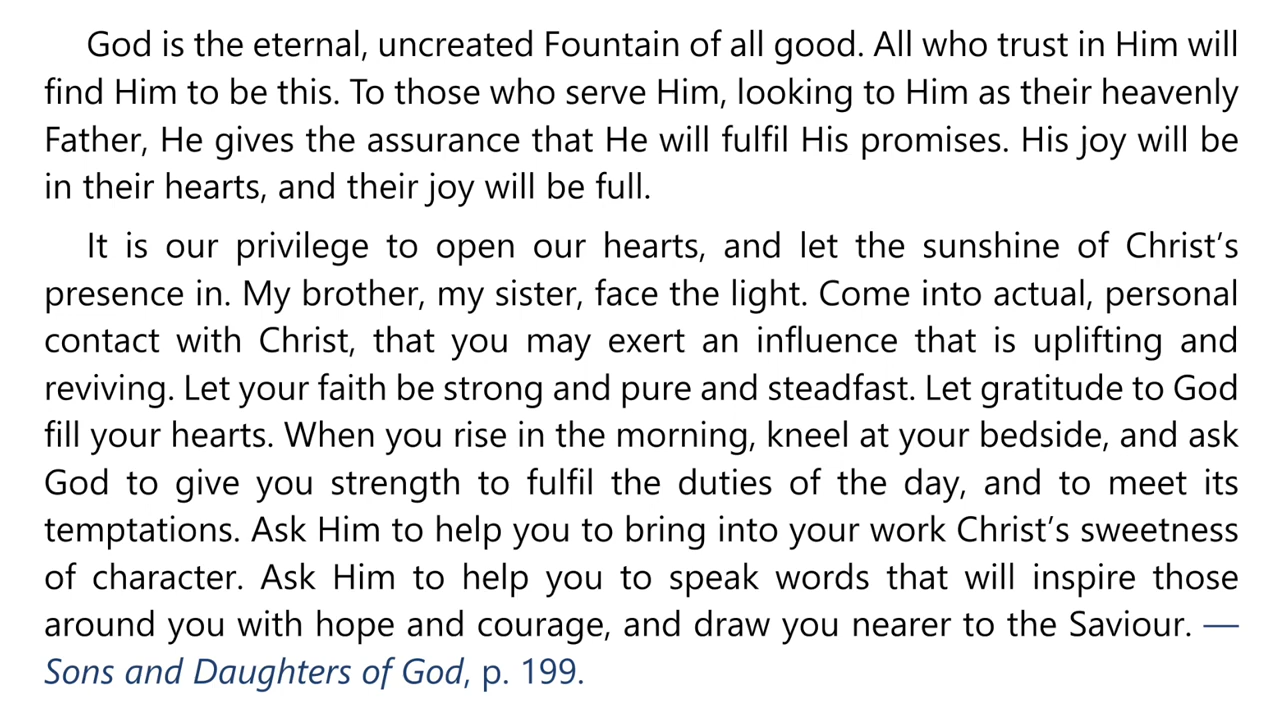 God is the eternal, uncreated Fountain of all good. All who trust in Him will
find Him to be this. To those who serve Him, looking to Him as their heavenly
Father, He gives the assurance that He will fulfil His promises. His joy will be
in their hearts, and their joy will be full.
It is our privilege to open our hearts, and let the sunshine of Christ’s
presence in. My brother, my sister, face the light. Come into actual, personal
contact with Christ, that you may exert an influence that is uplifting and
reviving. Let your faith be strong and pure and steadfast. Let gratitude to God
fill your hearts. When you rise in the morning, kneel at your bedside, and ask
God to give you strength to fulfil the duties of the day, and to meet its
temptations. Ask Him to help you to bring into your work Christ’s sweetness
of character. Ask Him to help you to speak words that will inspire those
around you with hope and courage, and draw you nearer to the Saviour. —
Sons and Daughters of God, p. 199.